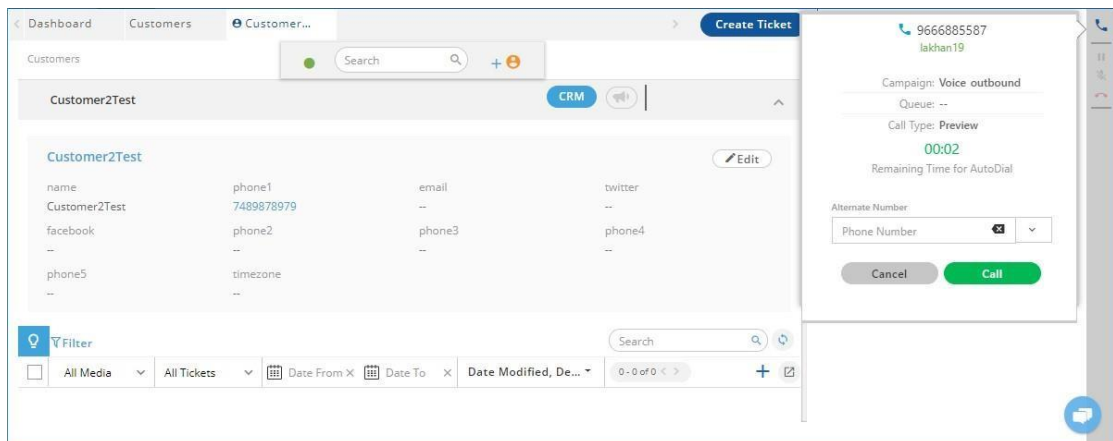 Dashboard Customers Customer... Create Ticket
Customers Search
Customer2Test CRM
Customer2Test Edit
name phone1 email twitter
Customer2Test 7489878979 -- --
facebook phone2 phone3 phone4
-- -- -- --
phone5 timezone
-- --
Filter Search
All Media All Tickets Date From Date To Date Modified, De... 0 - 0 of 0
9666885587
lakhan19
Campaign: Voice outbound
Queue: --
Call Type: Preview
00:02
Remaining Time for AutoDial
Alternate Number
Phone Number
Cancel Call